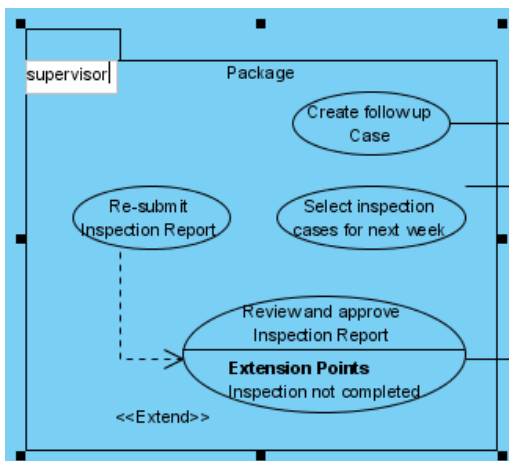 supervisor
Package
Create followup
Case
Re-submit
Inspection Report
Select inspection
cases for next week
Review and approve
Inspection Report
Extension Points
Inspection not completed
<<Extend>>